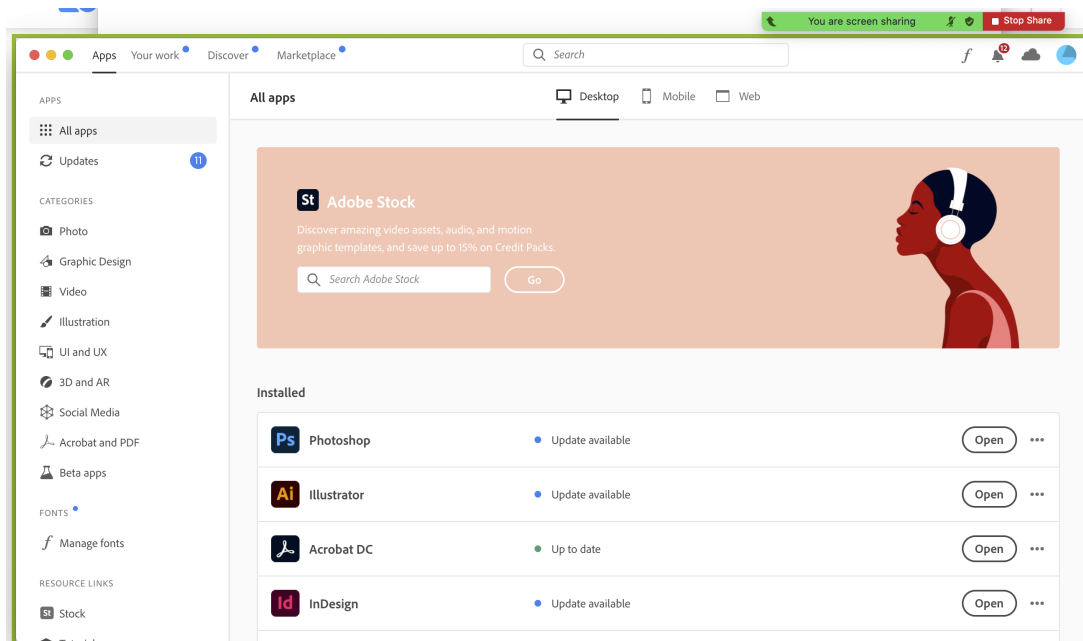 You are screen sharing
Stop Share
Apps Your work Discover Marketplace
Search
12
APPS
All apps
Updates 11
CATEGORIES
Photo
Graphic Design
Video
Illustration
UI and UX
3D and AR
Social Media
Acrobat and PDF
Beta apps
FONTS
Manage fonts
RESOURCE LINKS
St Stock
All apps
Desktop Mobile Web
St Adobe Stock
Discover amazing video assets, audio, and motion
graphic templates, and save up to 15% on Credit Packs.
Search Adobe Stock Go
Installed
Ps Photoshop Update available Open
Ai Illustrator Update available Open
Acrobat DC Up to date Open
Id InDesign Update available Open